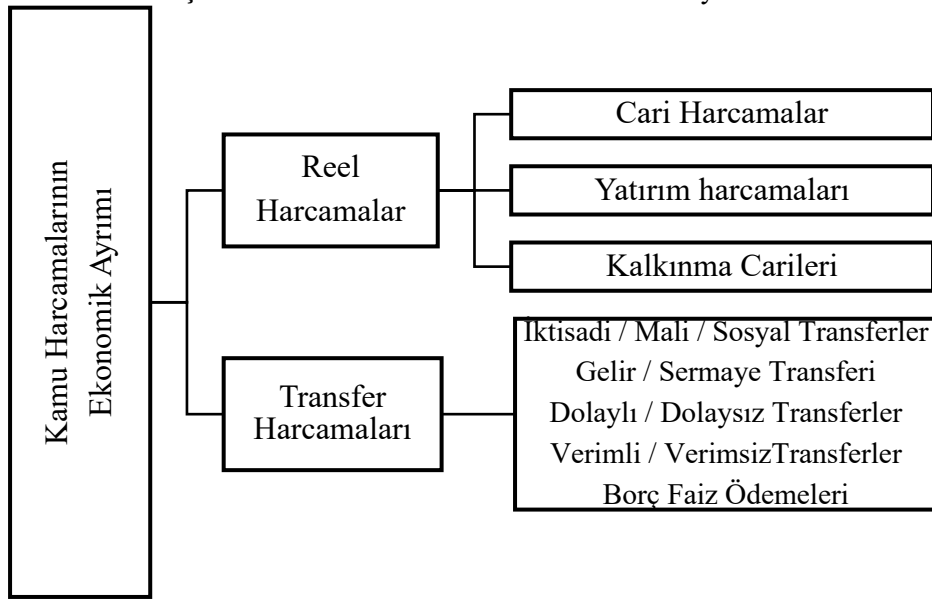 Kamu Harcamalarının
Ekonomik Ayrımı
Reel
Harcamalar
Cari Harcamalar
Yatırım harcamaları
Kalkınma Carileri
Transfer
Harcamaları
İktisadi / Mali / Sosyal Transferler
Gelir / Sermaye Transferi
Dolaylı / Dolaysız Transferler
Verimli / VerimsizTransferler
Borç Faiz Ödemeleri